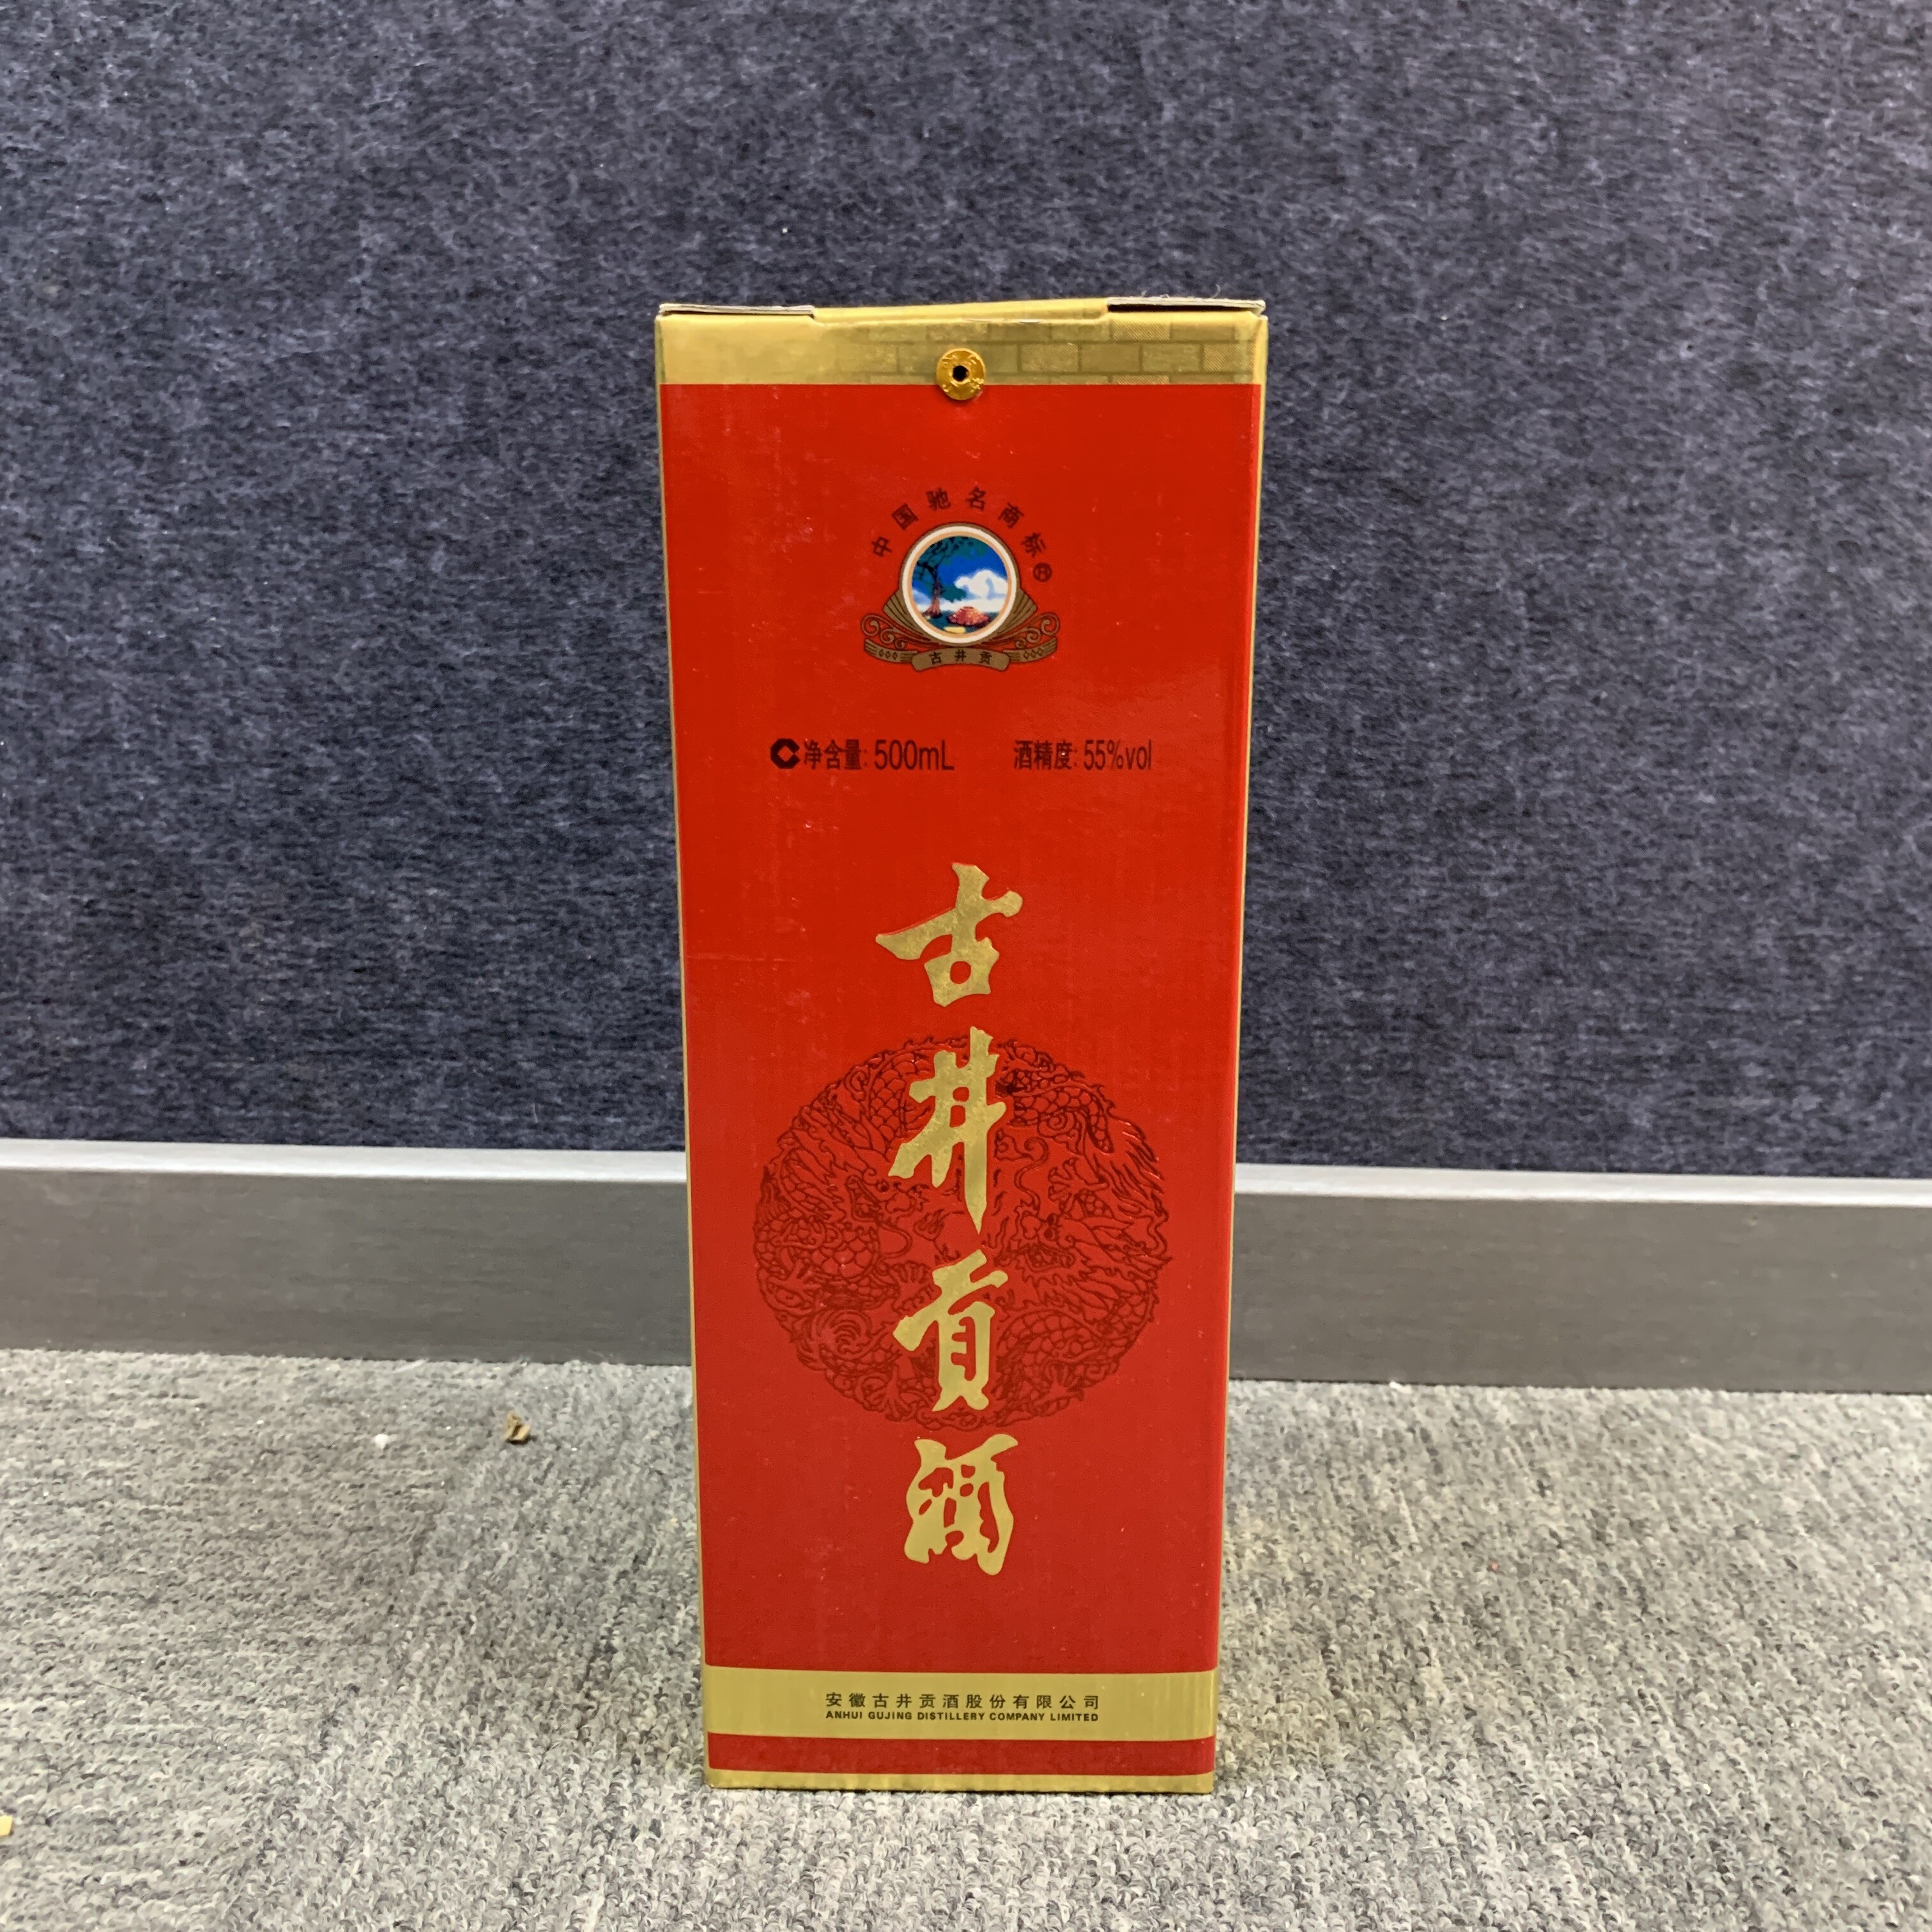 中国驰名商标®
古井贡
净含量: 500mL 酒精度: 55%vol
古井贡酒
安徽古井贡酒股份有限公司
ANHUI GUJING DISTILLERY COMPANY LIMITED